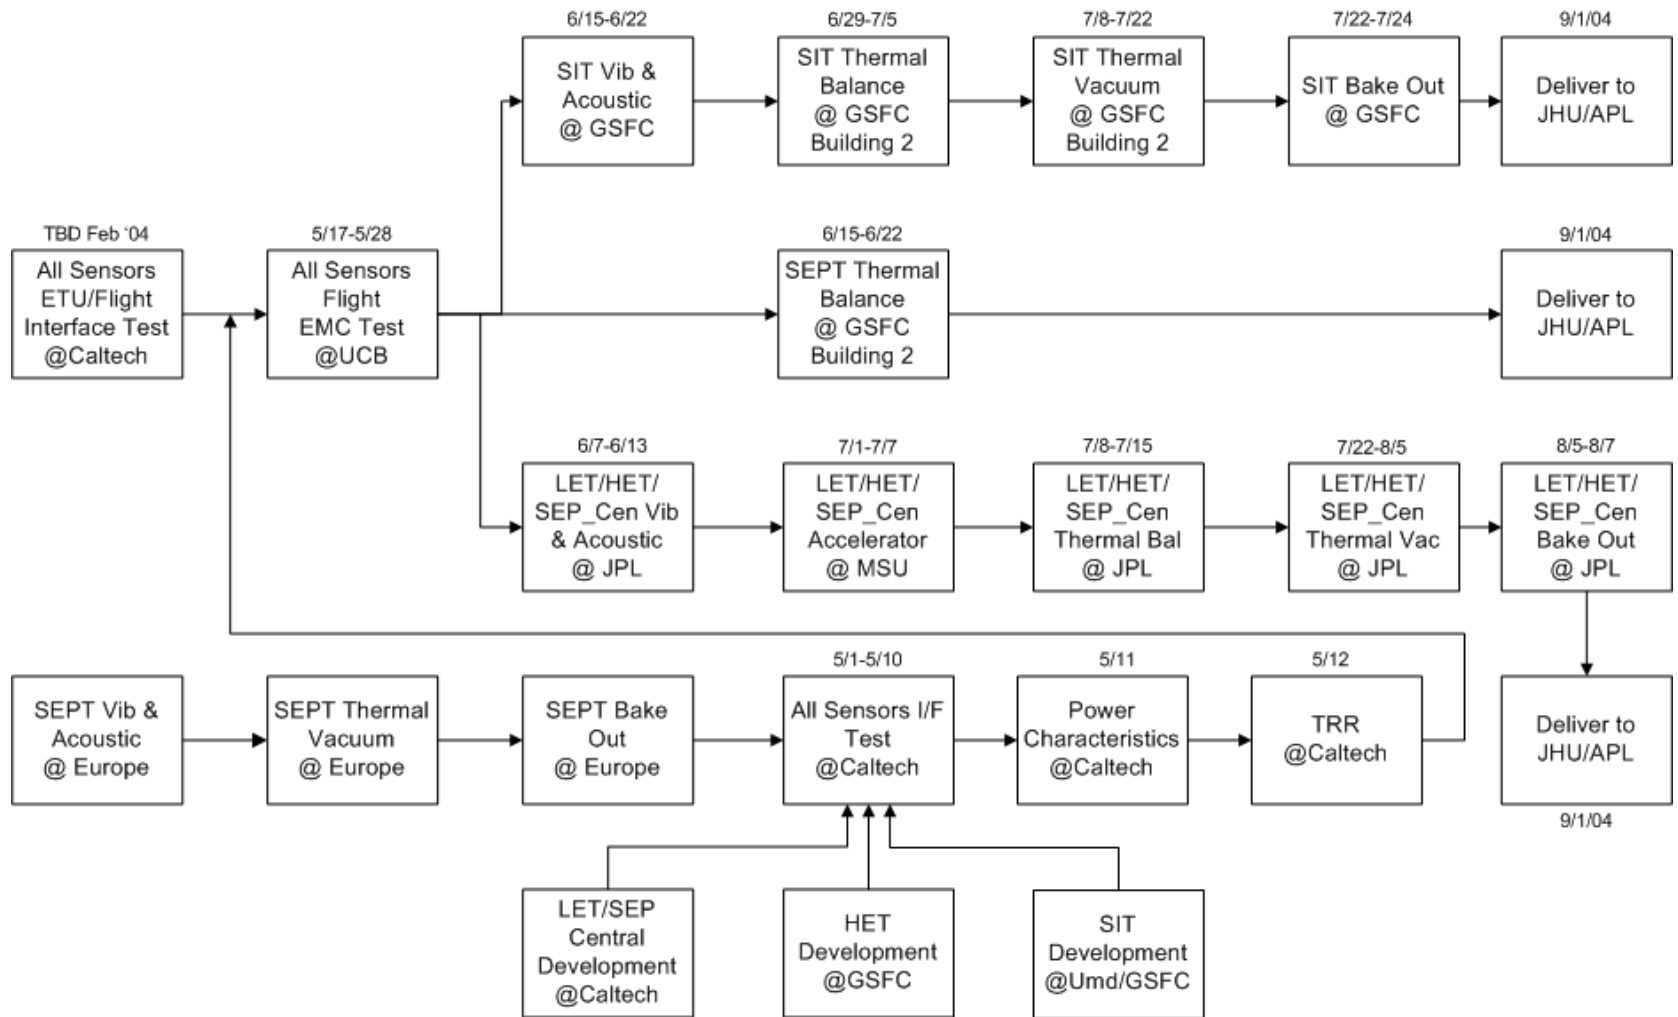 6/15-6/22
SIT Vib &
Acoustic
@ GSFC
6/29-7/5
SIT Thermal
Balance
@ GSFC
Building 2
7/8-7/22
SIT Thermal
Vacuum
@ GSFC
Building 2
7/22-7/24
SIT Bake Out
@ GSFC
9/1/04
Deliver to
JHU/APL
TBD Feb '04
All Sensors
ETU/Flight
Interface Test
@Caltech
5/17-5/28
All Sensors
Flight
EMC Test
@UCB
6/15-6/22
SEPT Thermal
Balance
@ GSFC
Building 2
9/1/04
Deliver to
JHU/APL
6/7-6/13
LET/HET/
SEP_Cen Vib
& Acoustic
@ JPL
7/1-7/7
LET/HET/
SEP_Cen
Accelerator
@ MSU
7/8-7/15
LET/HET/
SEP_Cen
Thermal Bal
@ JPL
7/22-8/5
LET/HET/
SEP_Cen
Thermal Vac
@ JPL
8/5-8/7
LET/HET/
SEP_Cen
Bake Out
@ JPL
SEPT Vib &
Acoustic
@ Europe
SEPT Thermal
Vacuum
@ Europe
SEPT Bake
Out
@ Europe
5/1-5/10
All Sensors I/F
Test
@Caltech
5/11
Power
Characteristics
@Caltech
5/12
TRR
@Caltech
Deliver to
JHU/APL
9/1/04
LET/SEP
Central
Development
@Caltech
HET
Development
@GSFC
SIT
Development
@Umd/GSFC